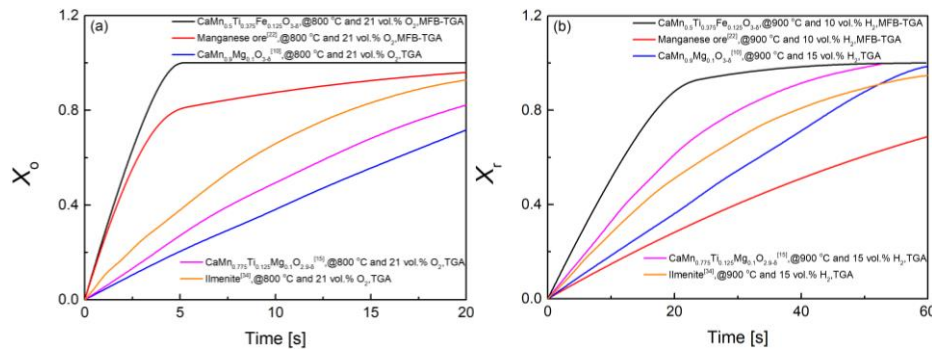 (a)
CaMn0.5Ti0.375Fe0.125O3-δ,@800 °C and 21 vol.% O2,MFB-TGA
Manganese ore[22],@800 °C and 21 vol.% O2,MFB-TGA
CaMn0.9Mg0.1O3-δ[10],@800 °C and 21 vol.% O2,TGA
1.2
0.8
Xo
0.4
CaMn0.775Ti0.125Mg0.1O2.9-δ[15],@800 °C and 21 vol.% O2,TGA
Ilmenite[34],@800 °C and 21 vol.% O2,TGA
0.0
0 5 10 15 20
Time [s]
(b)
CaMn0.5Ti0.375Fe0.125O3-δ,@900 °C and 10 vol.% H2,MFB-TGA
Manganese ore[22],@900 °C and 10 vol.% H2,MFB-TGA
CaMn0.9Mg0.1O3-δ[10],@900 °C and 15 vol.% H2,TGA
1.2
0.8
Xr
0.4
CaMn0.775Ti0.125Mg0.1O2.9-δ[15],@900 °C and 15 vol.% H2,TGA
Ilmenite[34],@900 °C and 15 vol.% H2,TGA
0.0
0 20 40 60
Time [s]